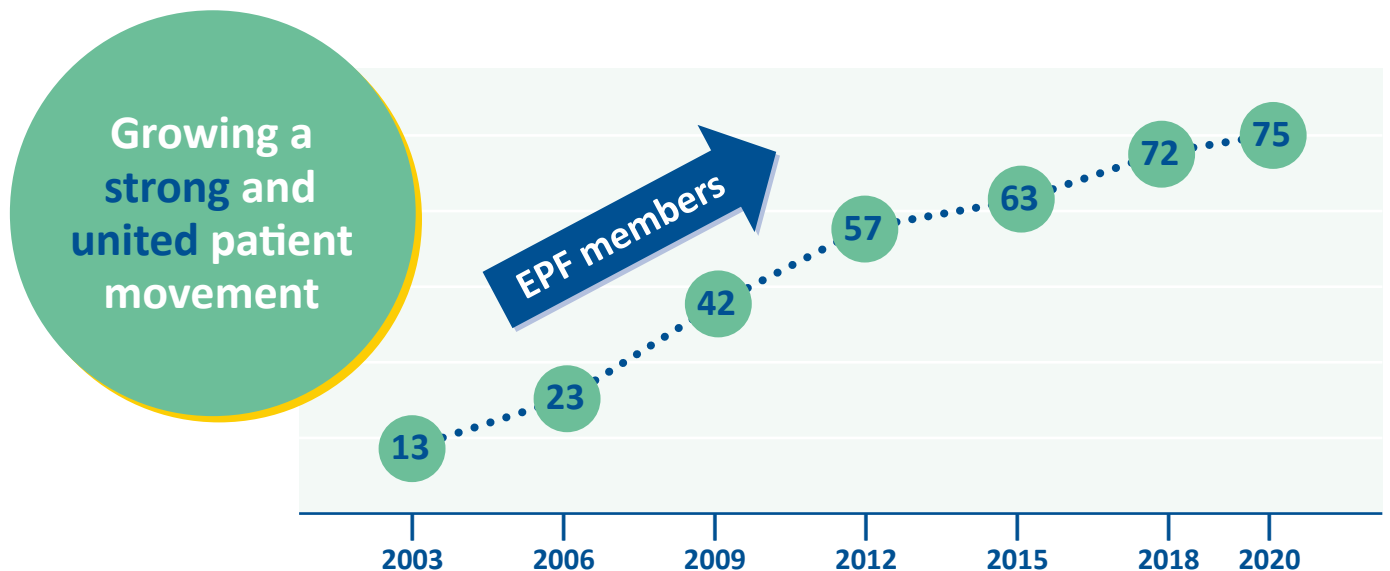 Growing a
strong and
united patient
movement
EPF members
13
23
42
57
63
72
75
2003 2006 2009 2012 2015 2018 2020